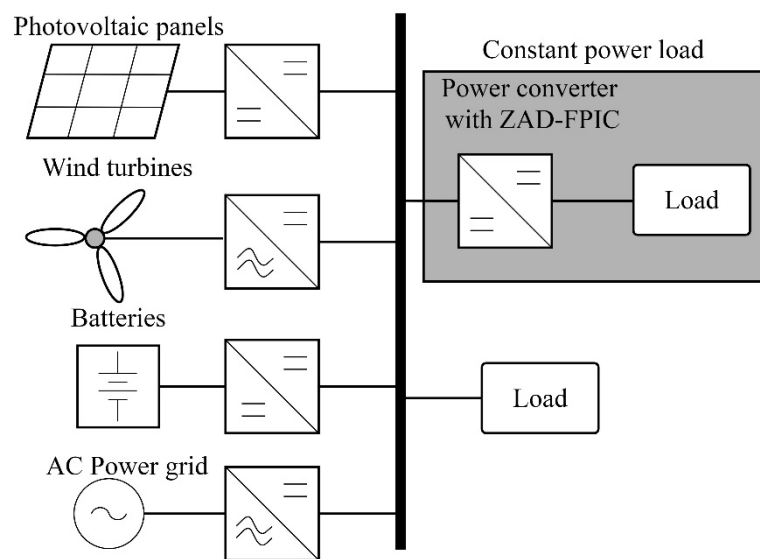 Photovoltaic panels
Constant power load
Power converter
with ZAD-FPIC
Load
Wind turbines
Batteries
Load
AC Power grid